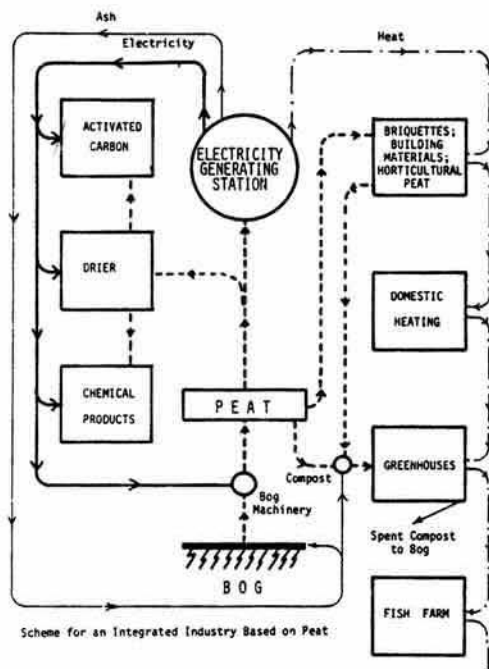 Ash
Electricity
Heat
ACTIVATED
CARBON
ELECTRICITY
GENERATING
STATION
BRIQUETTES;
BUILDING
MATERIALS;
HORTICULTURAL
PEAT
DRIER
DOMESTIC
HEATING
CHEMICAL
PRODUCTS
PEAT
Compost
GREENHOUSES
Bog
Machinery
Spent Compost
to Bog
BOG
FISH FARM
Scheme for an Integrated Industry Based on Peat